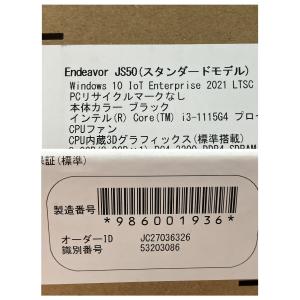 Endeavor JS50(スタンダードモデル)
Windows 10 IoT Enterprise 2021 LTSC
PCリサイクルマークなし
本体カラー ブラック
インテル(R) Core(TM) i3-1115G4 プロ
CPUファン
CPU内蔵3Dグラフィックス(標準搭載)
保証(標準)
製造番号
*986001936*
オーダーID JC27036326
識別番号 53203086